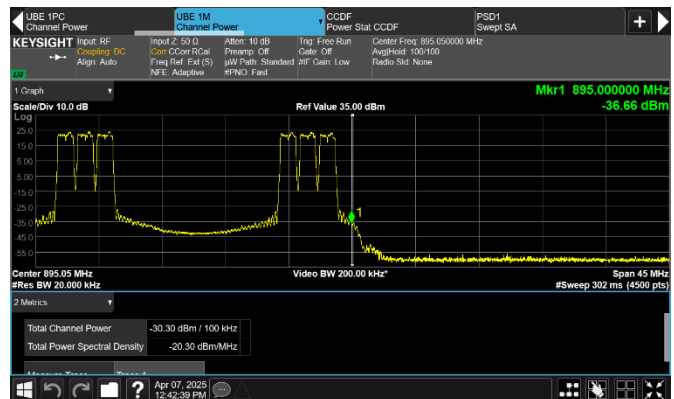 UBE 1PC
Channel Power
UBE 1M
Channel Power
CCDF
Power Stat CCDF
PSD1
Swept SA
KEYSIGHT
Input: RF
Coupling: DC
Align: Auto
Input Z: 50 Ω
Corr CCorr RCal
Freq Ref: Ext (S)
NFE: Adaptive
Atten: 10 dB
Preamp: Off
µW Path: Standard
#PNO: Fast
Trig: Free Run
Gate: Off
#IF Gain: Low
Center Freq: 895.050000 MHz
Avg|Hold: 100/100
Radio Std: None
1 Graph
Scale/Div 10.0 dB
Ref Value 35.00 dBm
Mkr1 895.000000 MHz
-36.66 dBm
Log
25.0
15.0
5.00
-5.00
-15.0
-25.0
-35.0
-45.0
-55.0
1
Center 895.05 MHz
#Res BW 20.000 kHz
Video BW 200.00 kHz*
Span 45 MHz
#Sweep 302 ms (4500 pts)
2 Metrics
Total Channel Power
-30.30 dBm / 100 kHz
Total Power Spectral Density
-20.30 dBm/MHz
Apr 07, 2025
12:42:39 PM